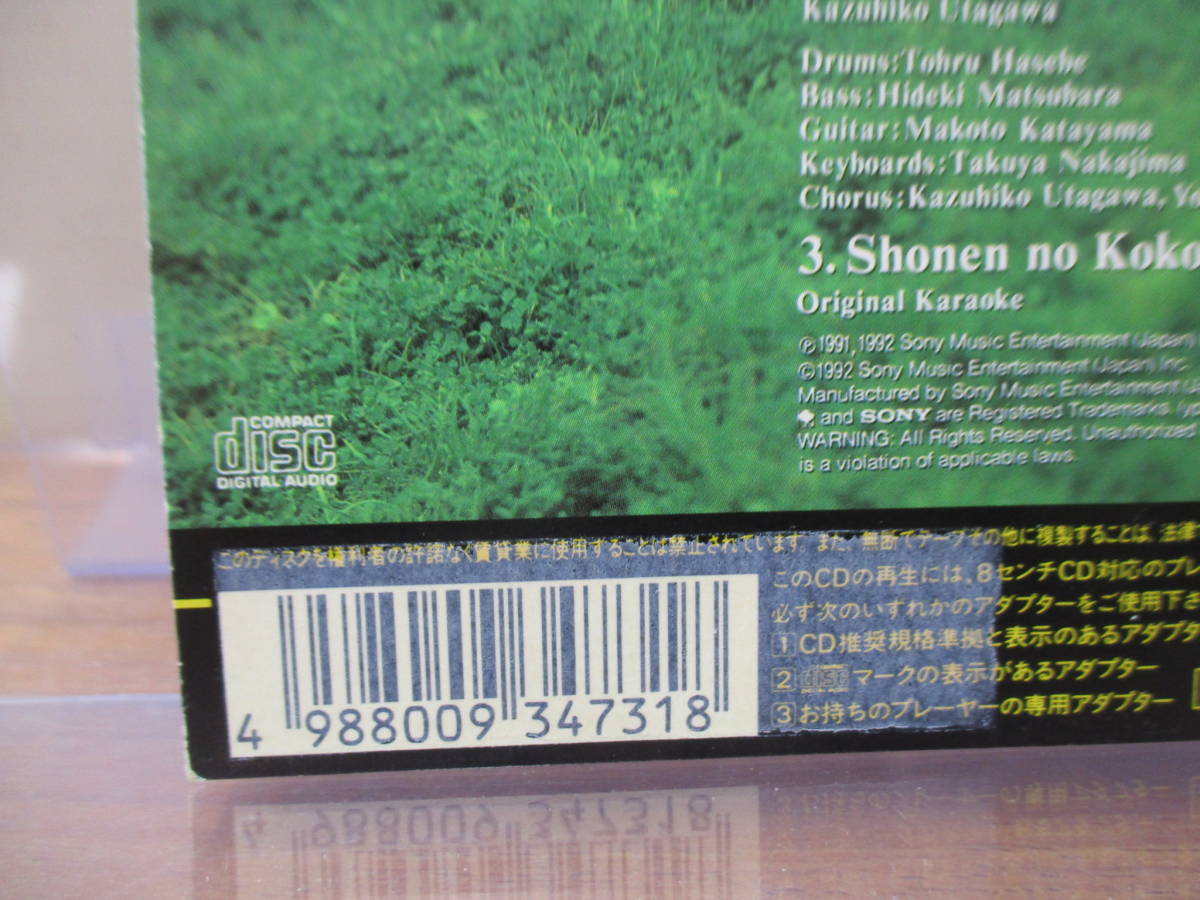 Kazuhiko Utagawa
Drums:Tohru Hasebe
Bass:Hideki Matsubara
Guitar:Makoto Katayama
Keyboards:Takuya Nakajima
Chorus:Kazuhiko Utagawa, Yo
3. Shonen no Koko
Original Karaoke
℗1991,1992 Sony Music Entertainment (Japan)
©1992 Sony Music Entertainment (Japan) Inc.
Manufactured by Sony Music Entertainment
and SONY are Registered Trademarks.
WARNING: All Rights Reserved. Unauthorized
is a violation of applicable laws.
COMPACT
disc
DIGITAL AUDIO
このディスクを権利者の許諾なく賃貸業に使用することは禁止されています。また、無断でテープその他に複製することは、法律
このCDの再生には、8センチCD対応のプレ
必ず次のいずれかのアダプターをご使用下さ
1 CD推奨規格準拠と表示のあるアダプタ
2 COMPACT disc DIGITAL AUDIO マークの表示があるアダプター
3 お持ちのプレーヤーの専用アダプター
4 988009 347318